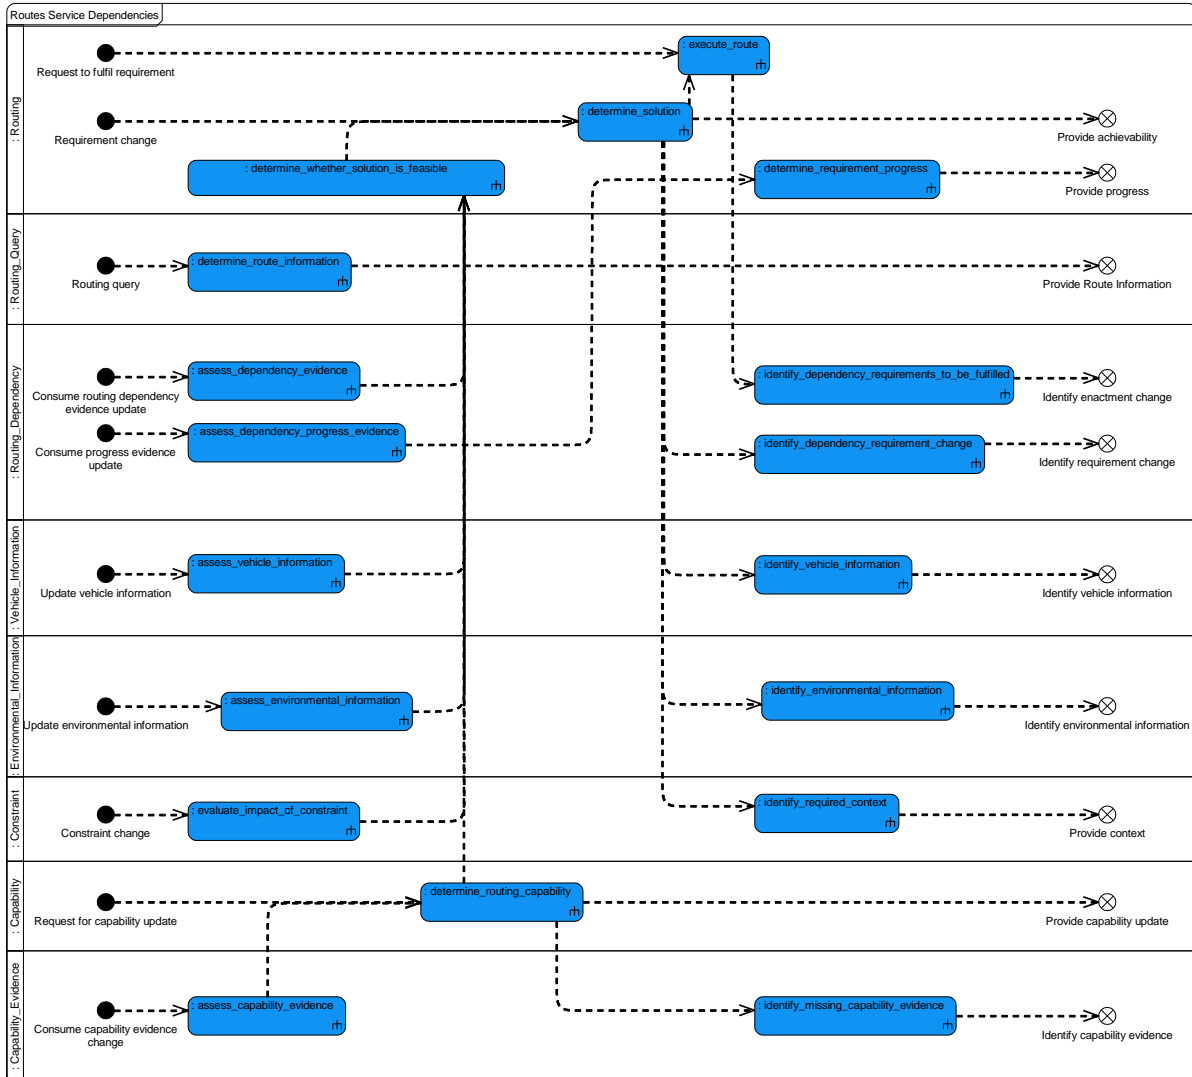 Routes Service Dependencies
: Routing
Request to fulfil requirement
: execute_route
Requirement change
: determine_solution
Provide achievability
: determine_whether_solution_is_feasible
: determine_requirement_progress
Provide progress
: Routing_Query
Routing query
: determine_route_information
Provide Route Information
: Routing_Dependency
Consume routing dependency
evidence update
: assess_dependency_evidence
: identify_dependency_requirements_to_be_fulfilled
Identify enactment change
Consume progress evidence
update
: assess_dependency_progress_evidence
: identify_dependency_requirement_change
Identify requirement change
: Vehicle_Information
Update vehicle information
: assess_vehicle_information
: identify_vehicle_information
Identify vehicle information
: Environmental_Information
Update environmental information
: assess_environmental_information
: identify_environmental_information
Identify environmental information
: Constraint
Constraint change
: evaluate_impact_of_constraint
: identify_required_context
Provide context
: Capability
Request for capability update
: determine_routing_capability
Provide capability update
: Capability_Evidence
Consume capability evidence
change
: assess_capability_evidence
: identify_missing_capability_evidence
Identify capability evidence